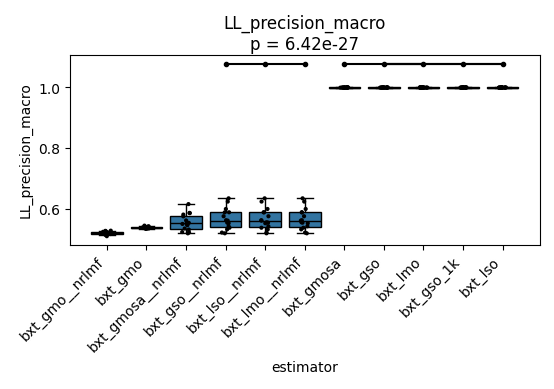 LL_precision_macro
p = 6.42e-27
LL_precision_macro
1.0
0.8
0.6
bxt_gmo__nrlmf
bxt_gmo
bxt_gmosa__nrlmf
bxt_gso__nrlmf
bxt_lso__nrlmf
bxt_lmo__nrlmf
bxt_gmosa
bxt_gso
bxt_lmo
bxt_gso_1k
bxt_lso
estimator